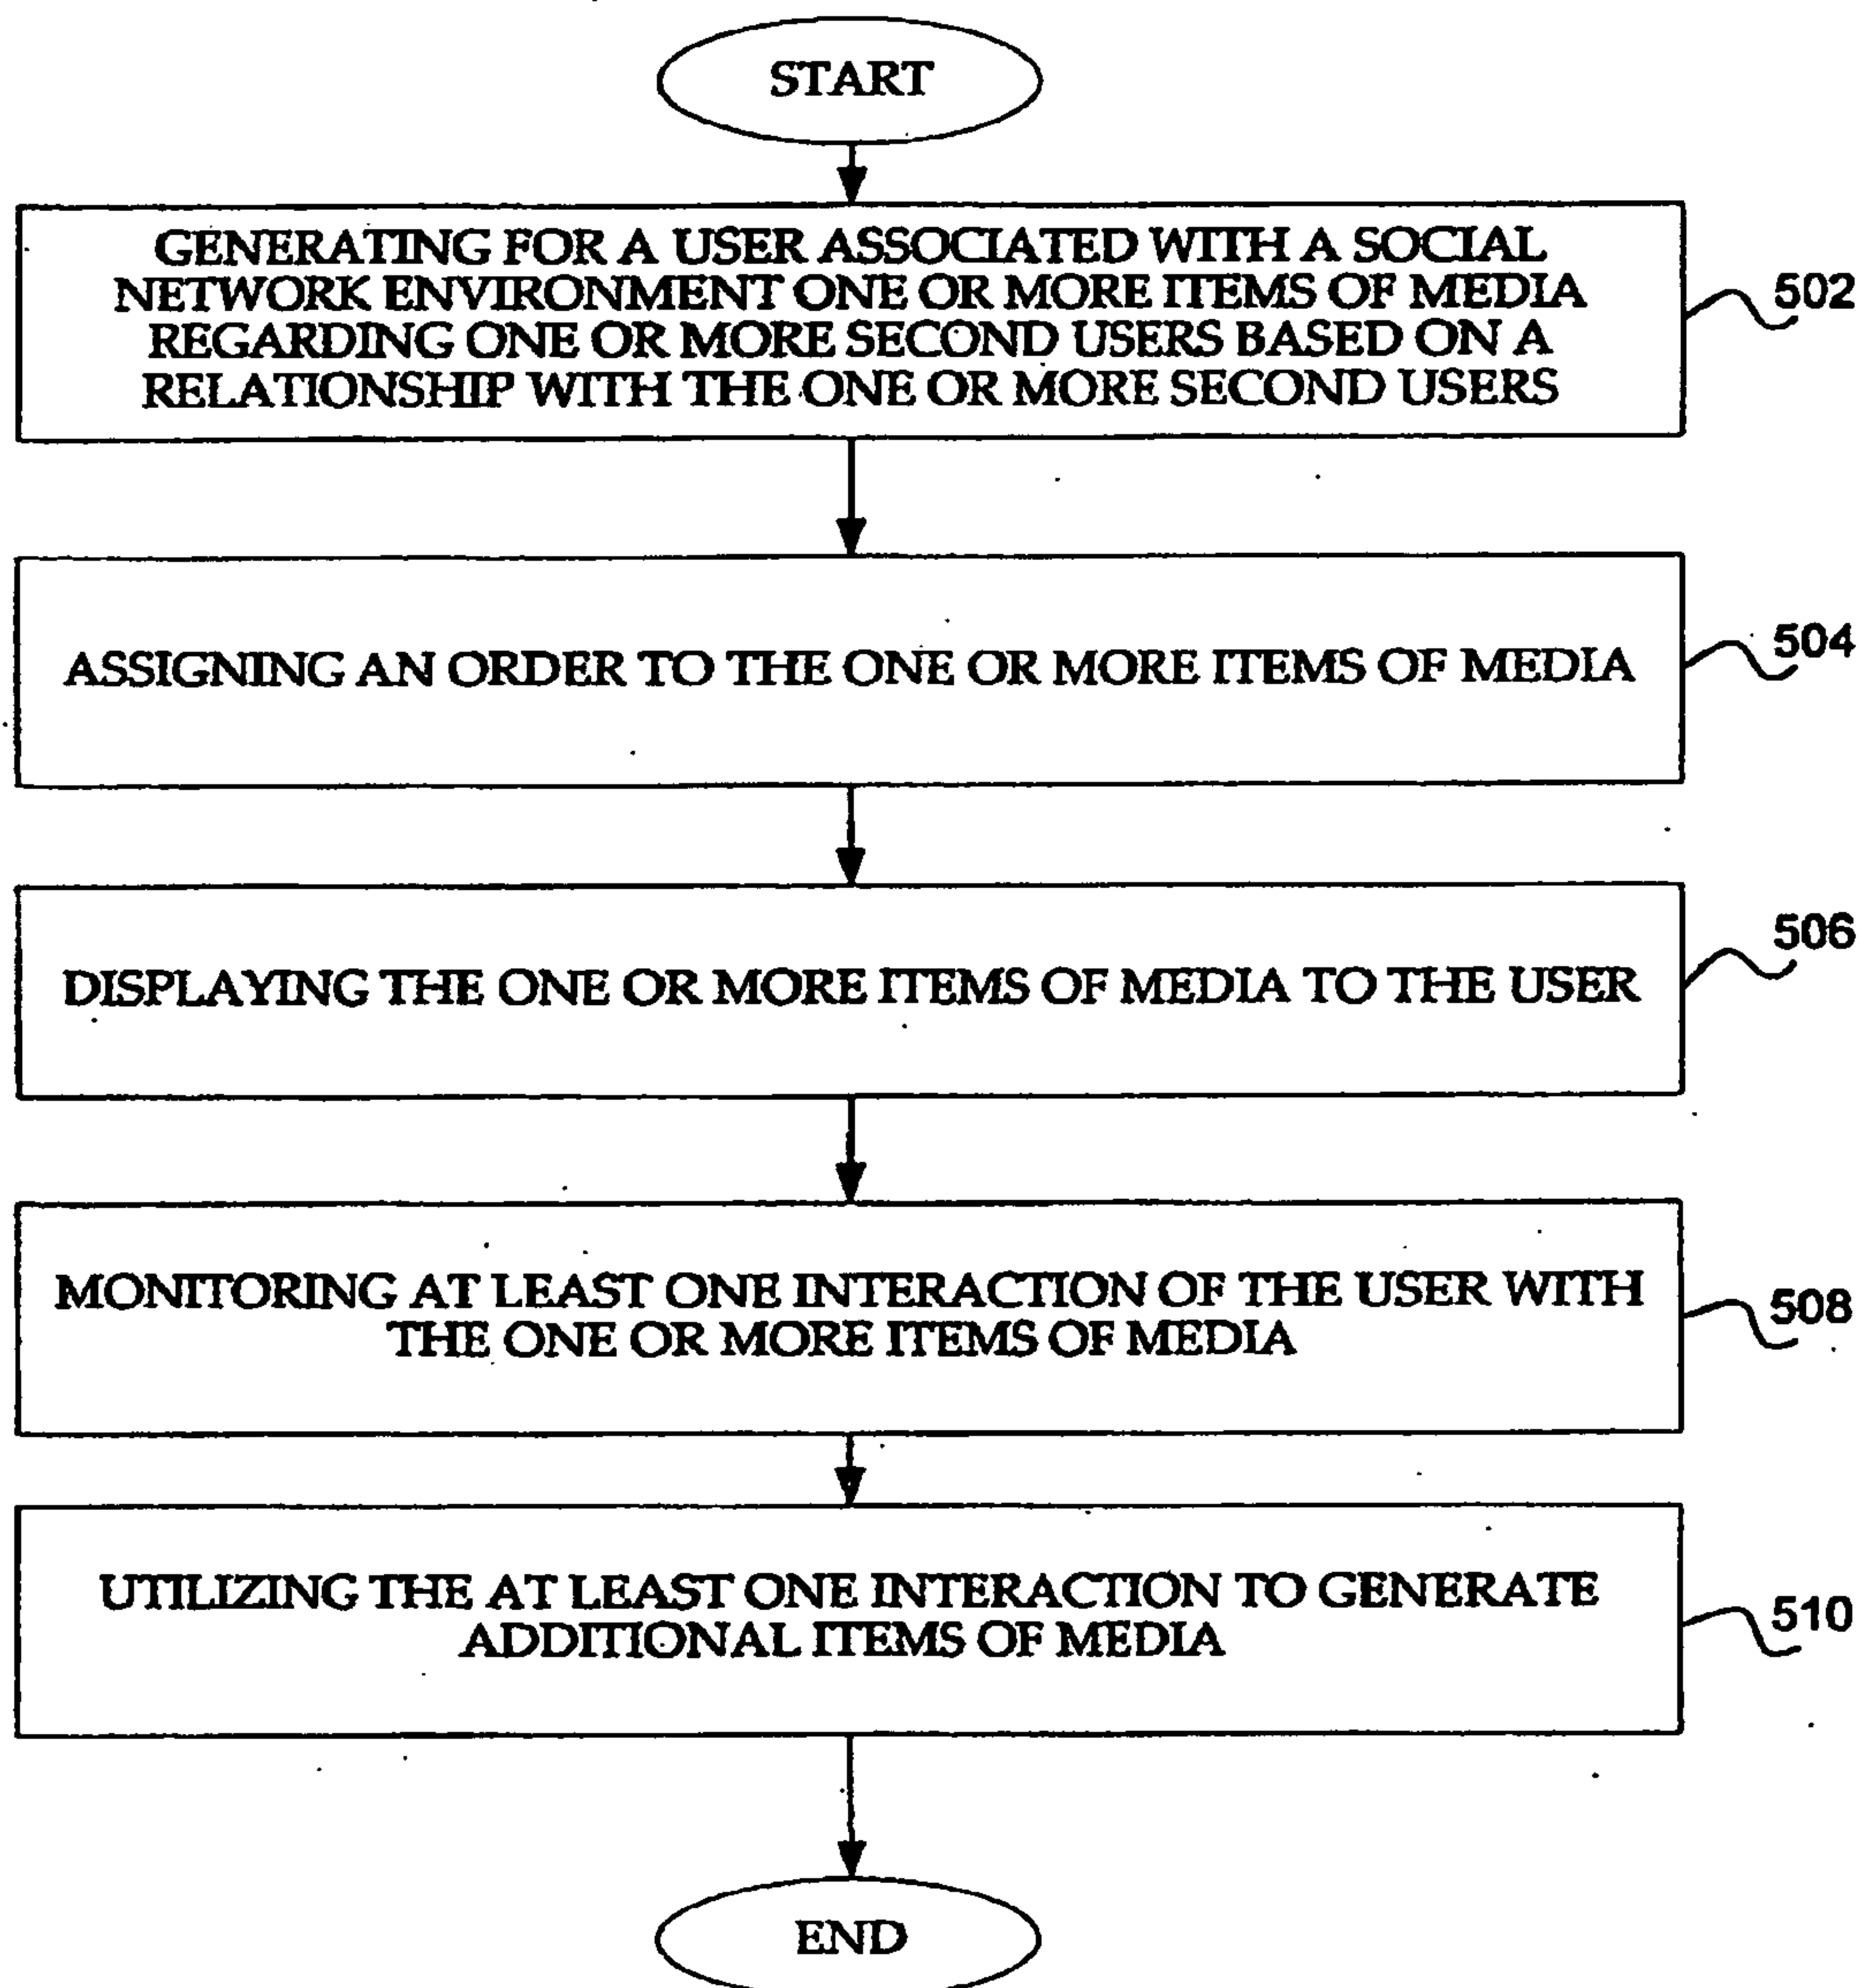 START
GENERATING FOR A USER ASSOCIATED WITH A SOCIAL
NETWORK ENVIRONMENT ONE OR MORE ITEMS OF MEDIA
REGARDING ONE OR MORE SECOND USERS BASED ON A
RELATIONSHIP WITH THE ONE OR MORE SECOND USERS
502
ASSIGNING AN ORDER TO THE ONE OR MORE ITEMS OF MEDIA
504
DISPLAYING THE ONE OR MORE ITEMS OF MEDIA TO THE USER
506
MONITORING AT LEAST ONE INTERACTION OF THE USER WITH
THE ONE OR MORE ITEMS OF MEDIA
508
UTILIZING THE AT LEAST ONE INTERACTION TO GENERATE
ADDITIONAL ITEMS OF MEDIA
510
END